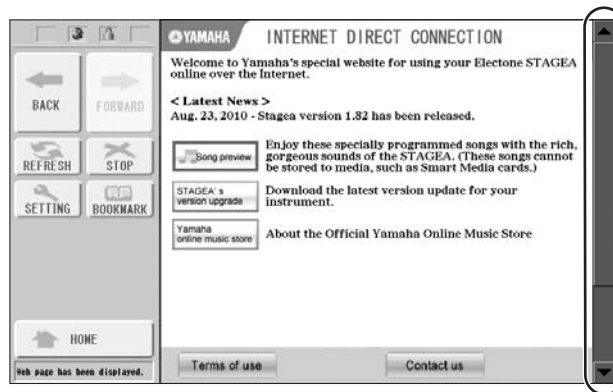 BACK
FORWARD
REFRESH
STOP
SETTING
BOOKMARK
HOME
Web page has been displayed.
YAMAHA
INTERNET DIRECT CONNECTION
Welcome to Yamaha's special website for using your Electone STAGEA
online over the Internet.
< Latest News >
Aug. 23, 2010 - Stagea version 1.82 has been released.
Song preview
Enjoy these specially programmed songs with the rich,
gorgeous sounds of the STAGEA. (These songs cannot
be stored to media, such as Smart Media cards.)
STAGEA' s
version upgrade
Download the latest version update for your
instrument.
Yamaha
online music store
About the Official Yamaha Online Music Store
Terms of use
Contact us